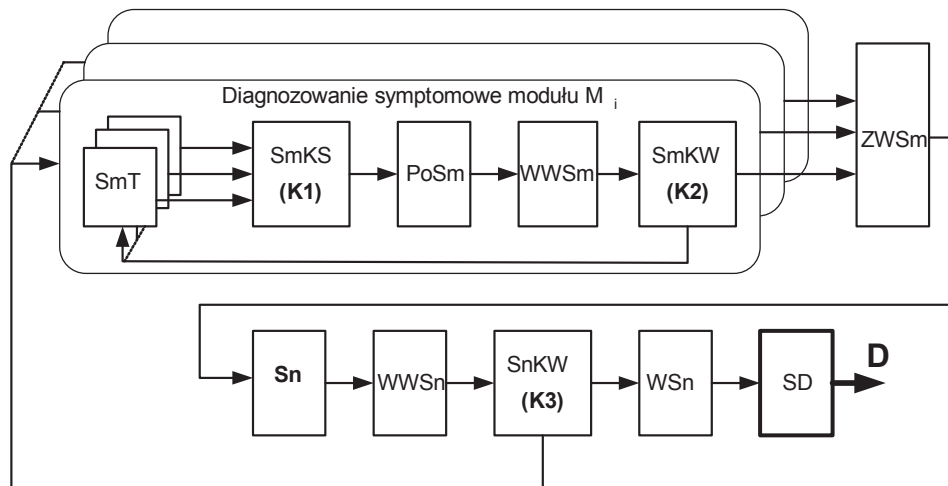 Diagnozowanie symptomowe modułu M i
SmT
SmKS
(K1)
PoSm
WWSm
SmKW
(K2)
ZWSm
Sn
WWSn
SnKW
(K3)
WSn
SD
D